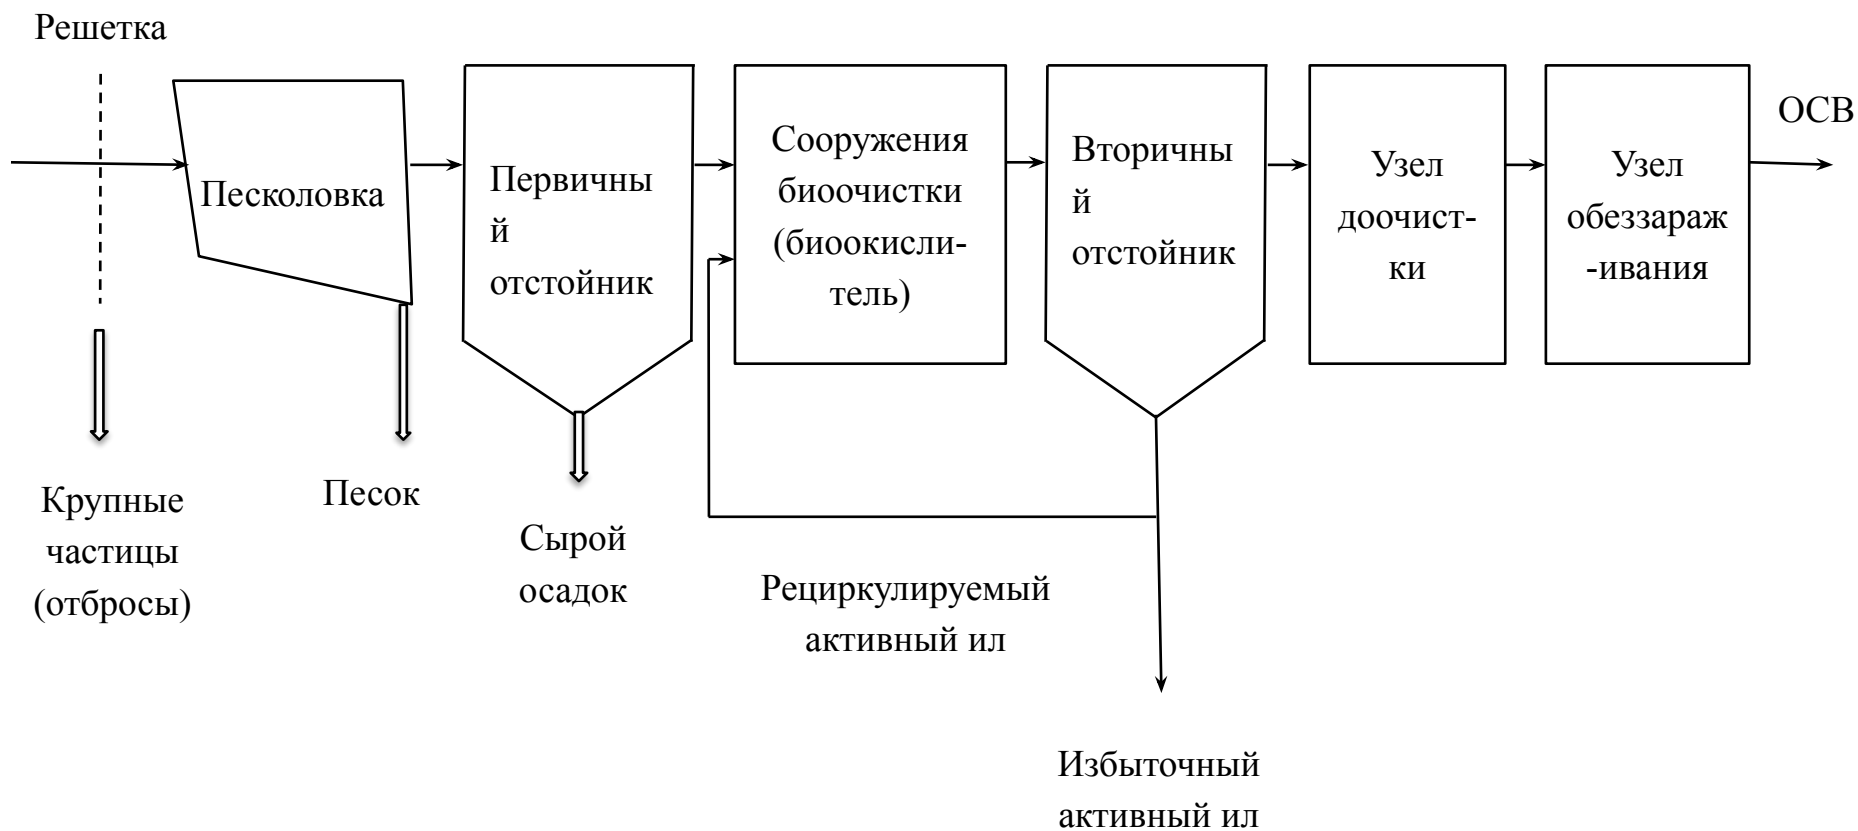 Решетка
Песколовка
Первичны
й
отстойник
Сооружения
биоочистки
(биоокисли-
тель)
Вторичны
й
отстойник
Узел
доочист-
ки
Узел
обеззараж
-ивания
ОСВ
Крупные
частицы
(отбросы)
Песок
Сырой
осадок
Рециркулируемый
активный ил
Избыточный
активный ил